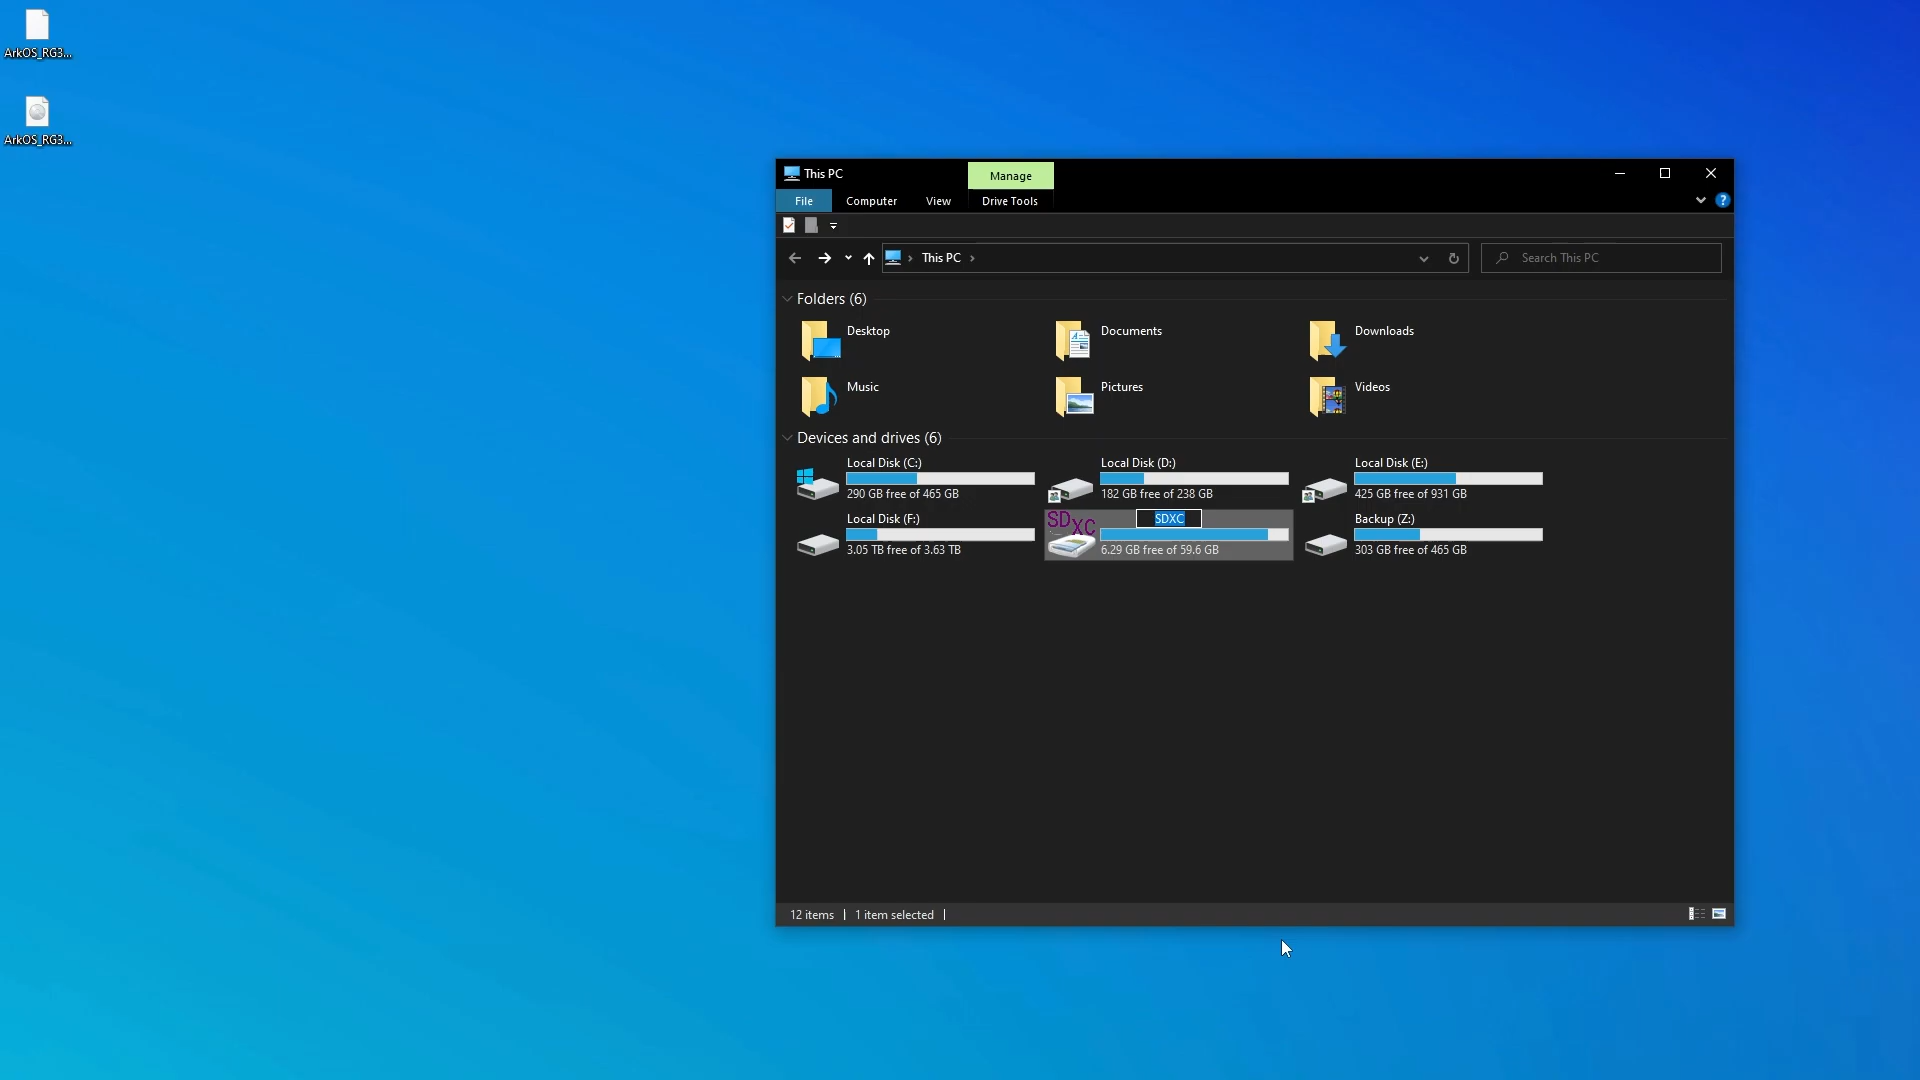 ArkOS_RG3...
ArkOS_RG3...
This PC
Manage
File
Computer
View
Drive Tools
?
This PC
Search This PC
Folders (6)
Desktop
Documents
Downloads
Music
Pictures
Videos
Devices and drives (6)
Local Disk (C:)
290 GB free of 465 GB
Local Disk (D:)
182 GB free of 238 GB
Local Disk (E:)
425 GB free of 931 GB
Local Disk (F:)
3.05 TB free of 3.63 TB
SDXC
SDXC
6.29 GB free of 59.6 GB
Backup (Z:)
303 GB free of 465 GB
12 items
1 item selected